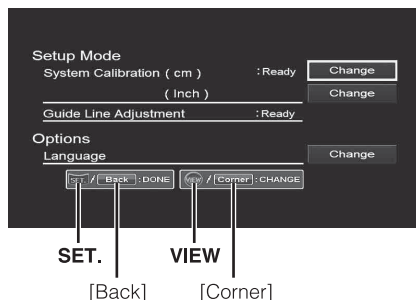 Setup Mode
System Calibration ( cm ) :Ready Change
( Inch ) Change
Guide Line Adjustment :Ready
Options
Language Change
SET. / Back :DONE VIEW / Corner :CHANGE
SET. VIEW
[Back] [Corner]